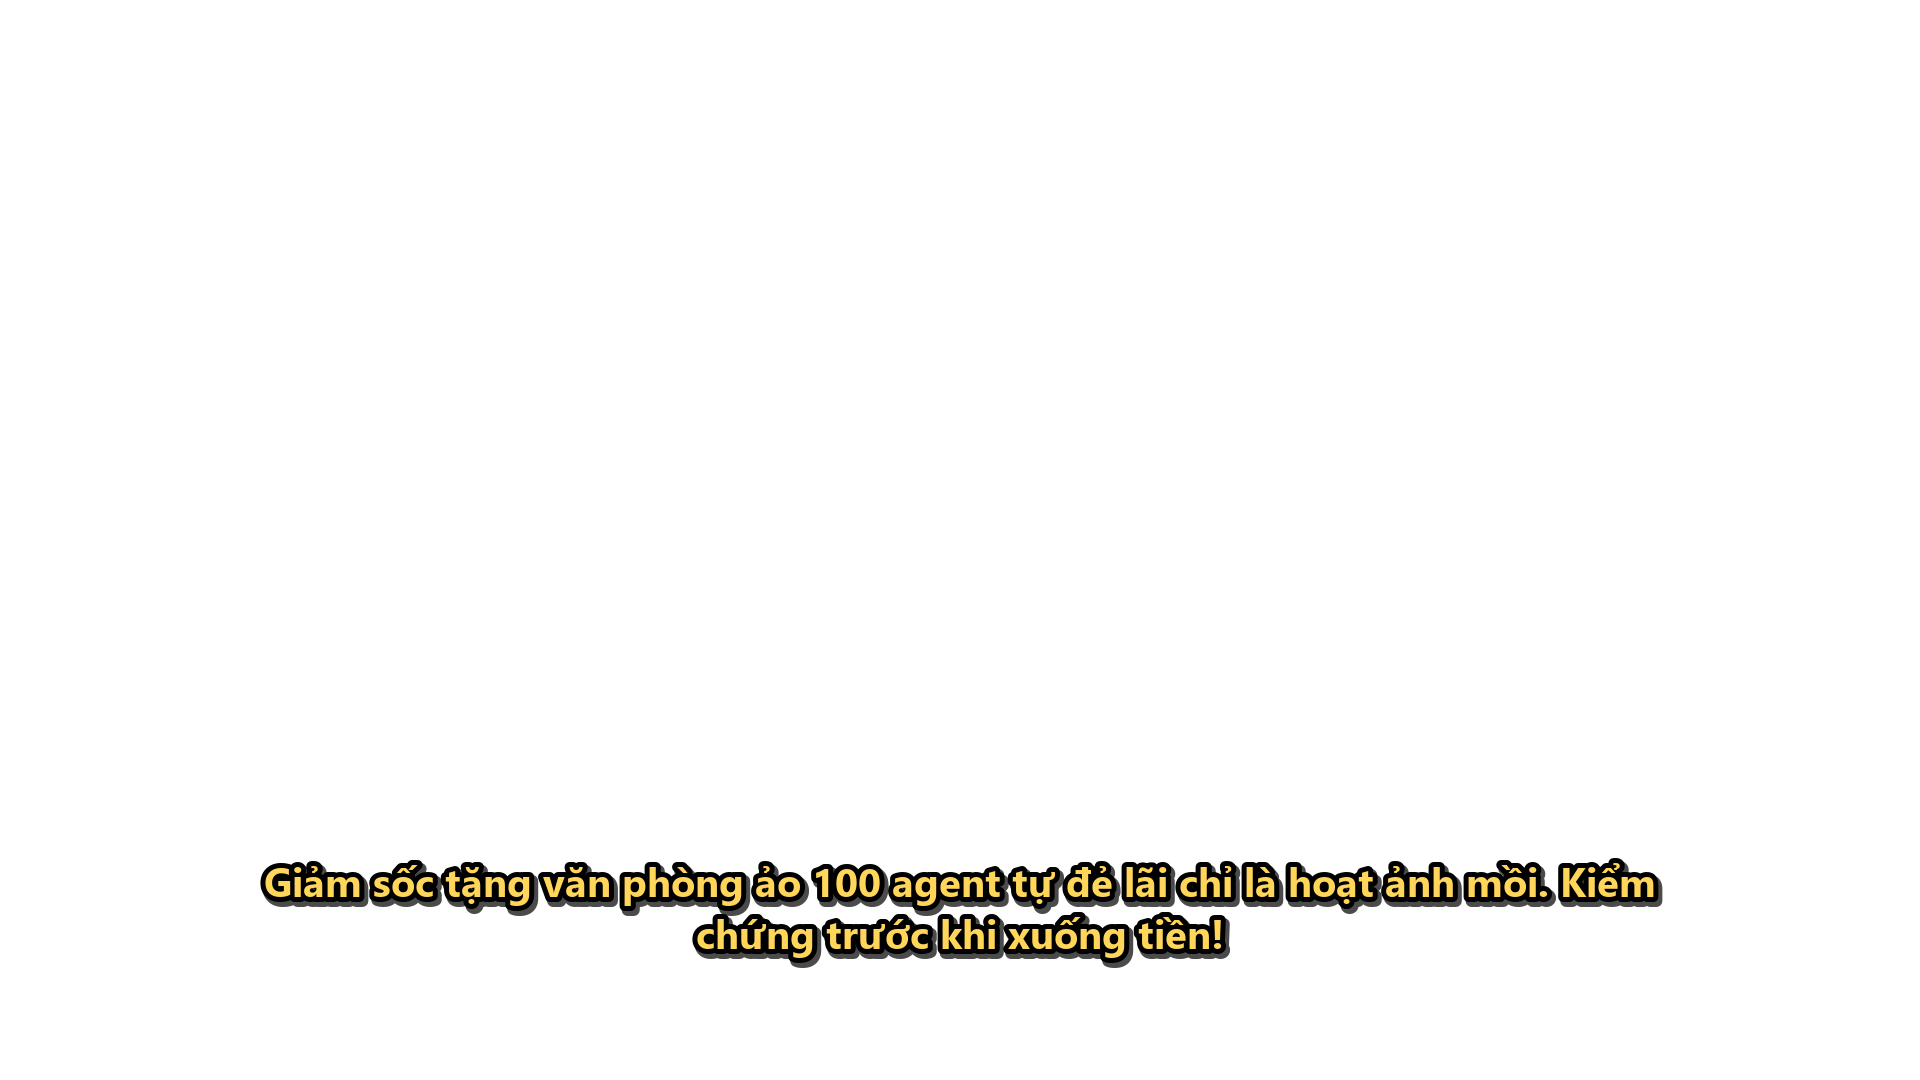 Giảm sốc tặng văn phòng ảo 100 agent tự đẻ lãi chỉ là hoạt ảnh mồi. Kiểm
chứng trước khi xuống tiền!